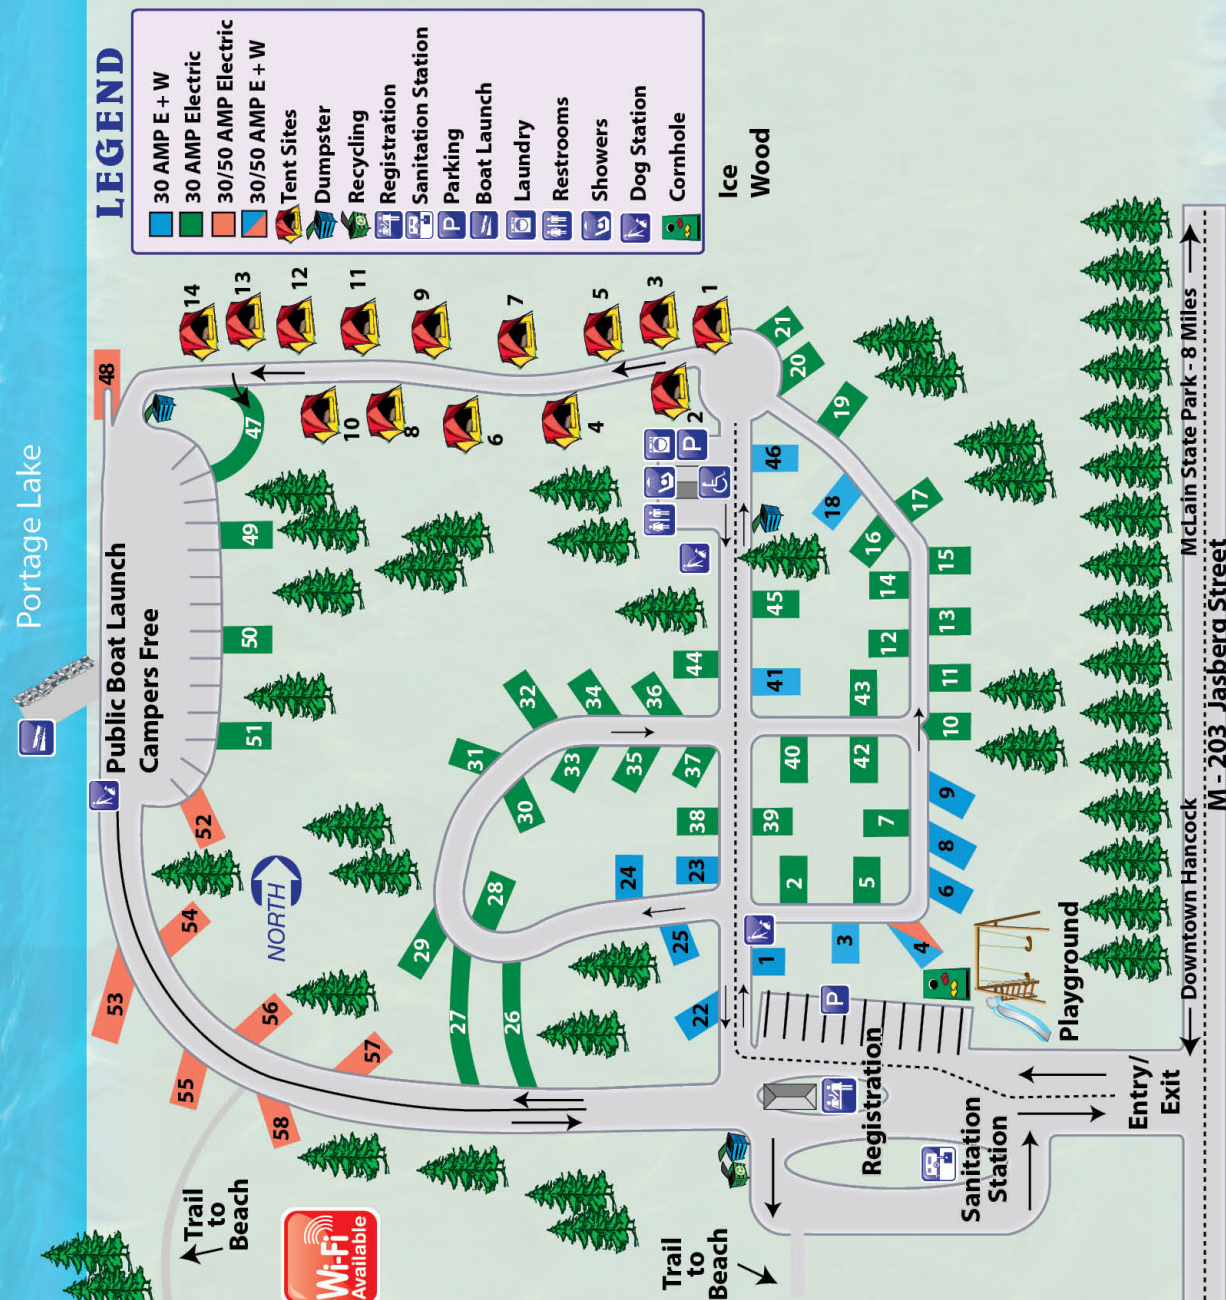 Portage Lake
LEGEND
30 AMP E + W
30 AMP Electric
30/50 AMP Electric
30/50 AMP E + W
Tent Sites
Dumpster
Recycling
Registration
Sanitation Station
P Parking
Boat Launch
Laundry
Restrooms
Showers
Dog Station
Cornhole
Ice
Wood
Public Boat Launch
Campers Free
14
13
12
11
9
7
5
3
1
10
8
6
4
2
P
48
47
49
50
51
52
53
54
55
56
57
58
NORTH
21
20
19
46
18
17
16
15
14
13
12
11
10
45
44
41
43
40
42
39
38
37
36
35
34
33
32
31
30
29
28
27
26
25
24
23
22
2
5
7
9
8
6
1
3
4
P
Playground
Registration
Sanitation
Station
Entry/
Exit
Trail
to
Beach
Trail
to
Beach
Wi-Fi
Available
Downtown Hancock
McLain State Park - 8 Miles
M - 203 Jasberg Street